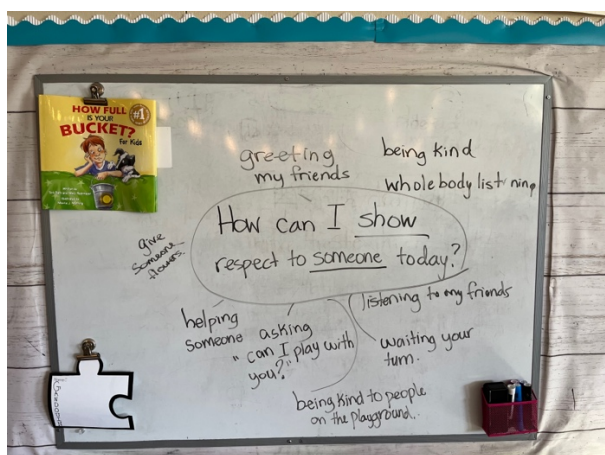 HOW FULL
IS YOUR
BUCKET?
For Kids
#1
greeting
my friends
being kind
whole body listning
How can I show
respect to someone today?
give
someone
flowers.
helping
someone
asking
"can I play with
you?"
listening to my friends
waiting your
turn.
being kind to people
on the playground.